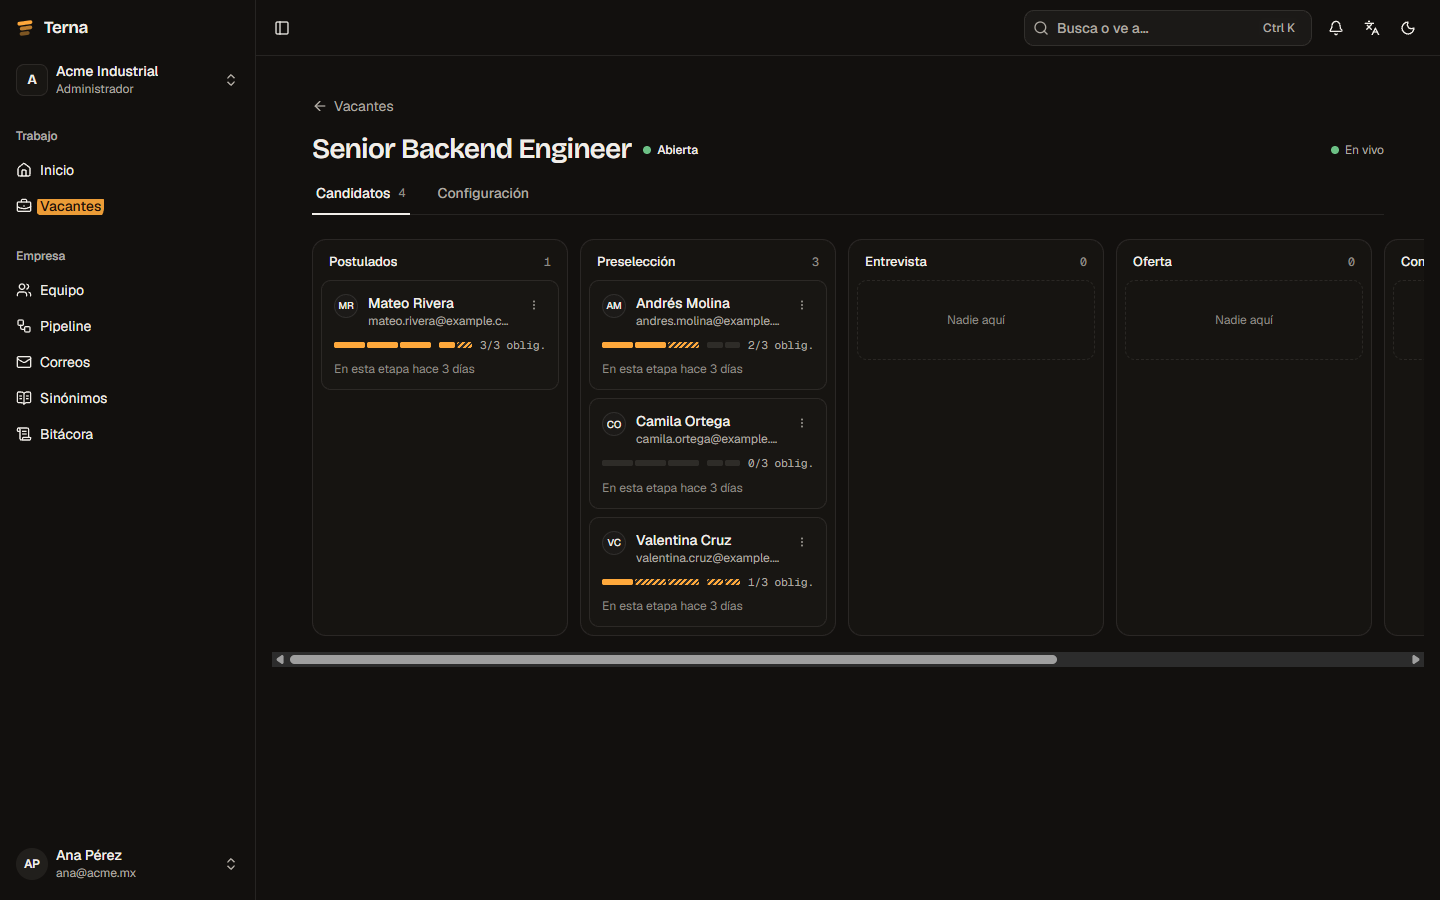 Terna
A
Acme Industrial
Administrador
Trabajo
Inicio
Vacantes
Empresa
Equipo
Pipeline
Correos
Sinónimos
Bitácora
AP
Ana Pérez
ana@acme.mx
Busca o ve a...
Ctrl K
Vacantes
Senior Backend Engineer
Abierta
En vivo
Candidatos 4
Configuración
Postulados 1
MR
Mateo Rivera
mateo.rivera@example.c...
3/3 oblig.
En esta etapa hace 3 días
Preselección 3
AM
Andrés Molina
andres.molina@example....
2/3 oblig.
En esta etapa hace 3 días
CO
Camila Ortega
camila.ortega@example....
0/3 oblig.
En esta etapa hace 3 días
VC
Valentina Cruz
valentina.cruz@example....
1/3 oblig.
En esta etapa hace 3 días
Entrevista 0
Nadie aquí
Oferta 0
Nadie aquí
Con